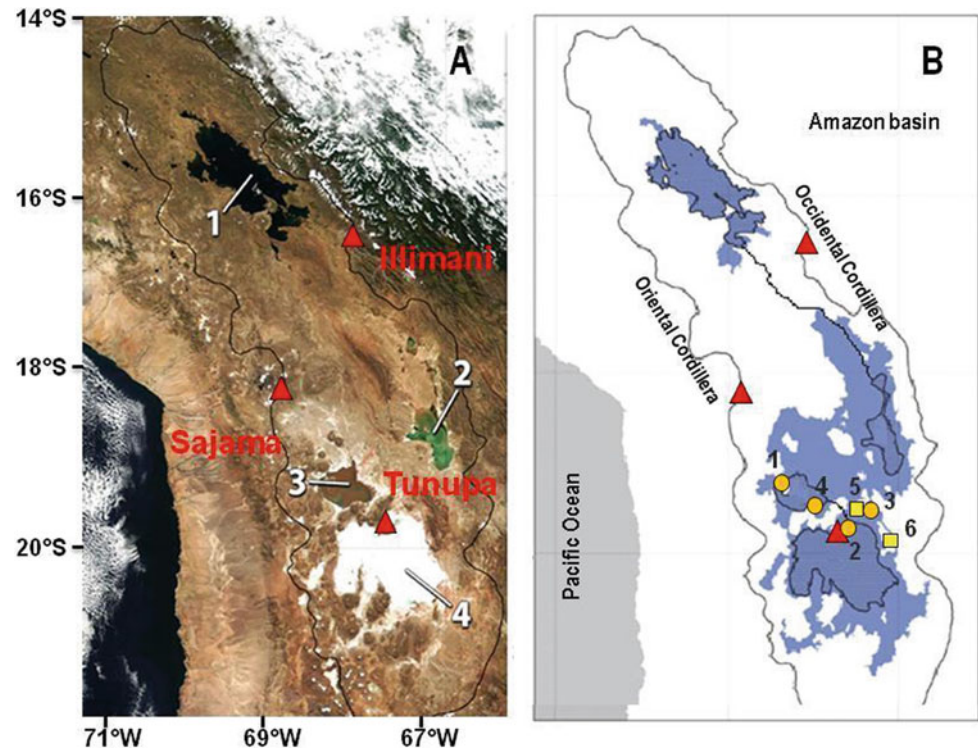 14°S
16°S
18°S
20°S
71°W
69°W
67°W
A
1
Illimani
2
Sajama
3
Tunupa
4
B
Amazon basin
Occidental Cordillera
Oriental Cordillera
Pacific Ocean
1
4
5
3
6
2